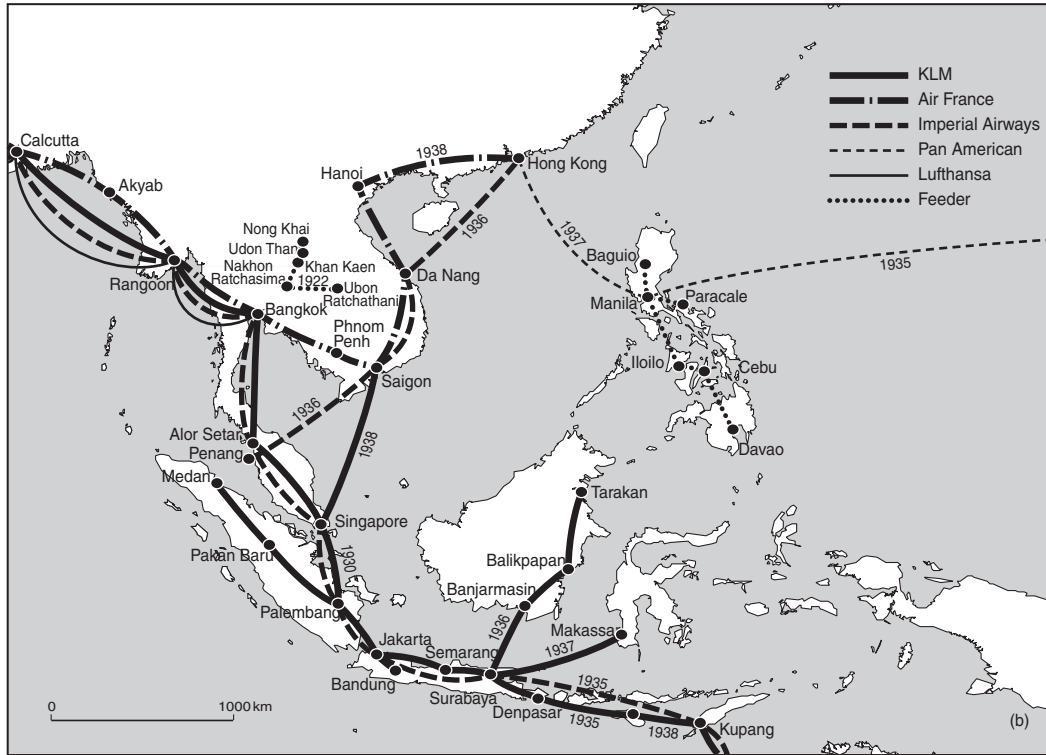 KLM
Air France
Calcutta
Imperial Airways
1938
Hong Kong
Pan American
Hanoi
Akyab
Lufthansa
Feeder
1936
1937
Nong Khai
Udon Than
Baguio
1935
Khan Kaen
Nakhon
Ratchasima
1922
Da Nang
Rangoon
Ubon
Ratchathani
Manila
Paracale
Bangkok
Phnom
Penh
Iloilo
Cebu
Saigon
1936
Alor Setar
1938
Davao
Penang
Medan
Tarakan
Singapore
Pakan Baru
1930
Balikpapan
Banjarmasin
Palembang
1936
Makassar
Jakarta
Semarang
1937
Bandung
1935
Surabaya
Denpasar
1935
0 1000 km
1938
Kupang
(b)